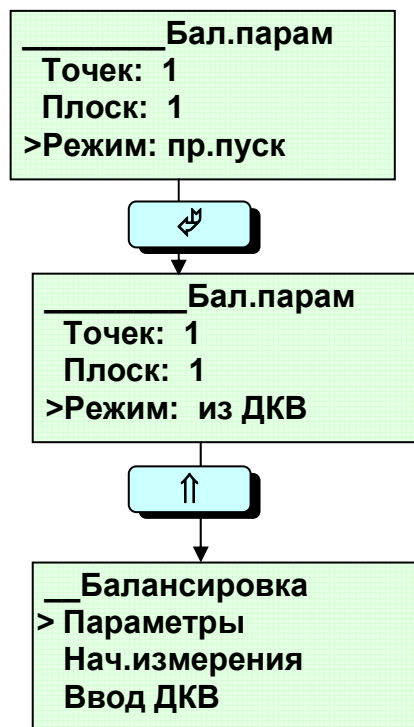 ________Бал.парам
Точек: 1
Плоск: 1
>Режим: пр.пуск
________Бал.парам
Точек: 1
Плоск: 1
>Режим: из ДКВ
⇑
__Балансировка
> Параметры
Нач.измерения
Ввод ДКВ